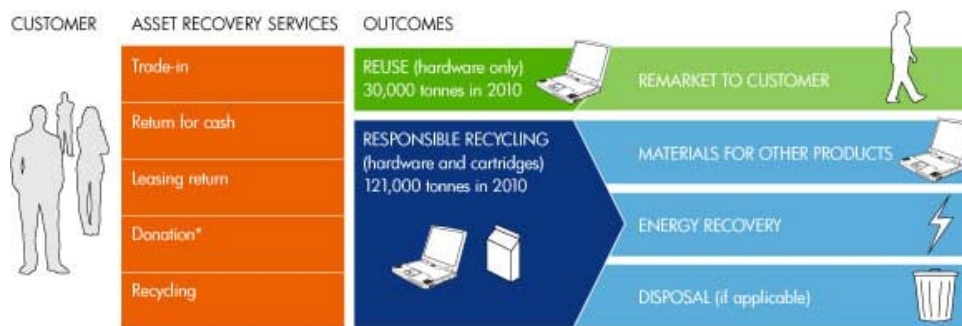 CUSTOMER
ASSET RECOVERY SERVICES
OUTCOMES
Trade-in
Return for cash
Leasing return
Donation*
Recycling
REUSE (hardware only)
30,000 tonnes in 2010
REMARKET TO CUSTOMER
RESPONSIBLE RECYCLING
(hardware and cartridges)
121,000 tonnes in 2010
MATERIALS FOR OTHER PRODUCTS
ENERGY RECOVERY
DISPOSAL (if applicable)